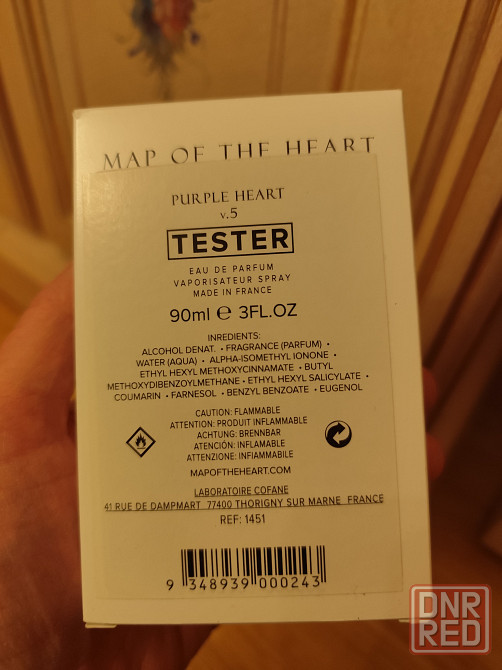 MAP OF THE HEART
PURPLE HEART
v.5
TESTER
EAU DE PARFUM
VAPORISATEUR SPRAY
MADE IN FRANCE
90ml ℮ 3FL.OZ
INREDIENTS:
ALCOHOL DENAT. • FRAGRANCE (PARFUM) •
WATER (AQUA) • ALPHA-ISOMETHYL IONONE •
ETHYL HEXYL METHOXYCINNAMATE • BUTYL
METHOXYDIBENZOYLMETHANE • ETHYL HEXYL SALICYLATE •
COUMARIN • FARNESOL • BENZYL BENZOATE • EUGENOL
CAUTION: FLAMMABLE
ATTENTION: PRODUIT INFLAMMABLE
ACHTUNG: BRENNBAR
ATENCIÓN: INFLAMABLE
ATTENZIONE: INFIAMMABILE
MAPOFTHEHEART.COM
LABORATOIRE COFANE
41 RUE DE DAMPMART 77400 THORIGNY SUR MARNE FRANCE
REF: 1451
9 348939 000243
DNR
RED